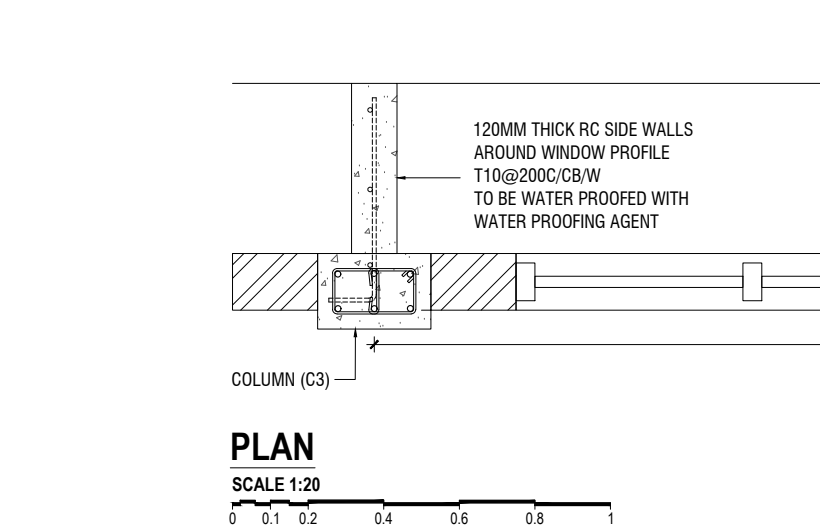 120MM THICK RC SIDE WALLS
AROUND WINDOW PROFILE
T10@200C/CB/W
TO BE WATER PROOFED WITH
WATER PROOFING AGENT
COLUMN (C3)
PLAN
SCALE 1:20
0 0.1 0.2 0.4 0.6 0.8 1